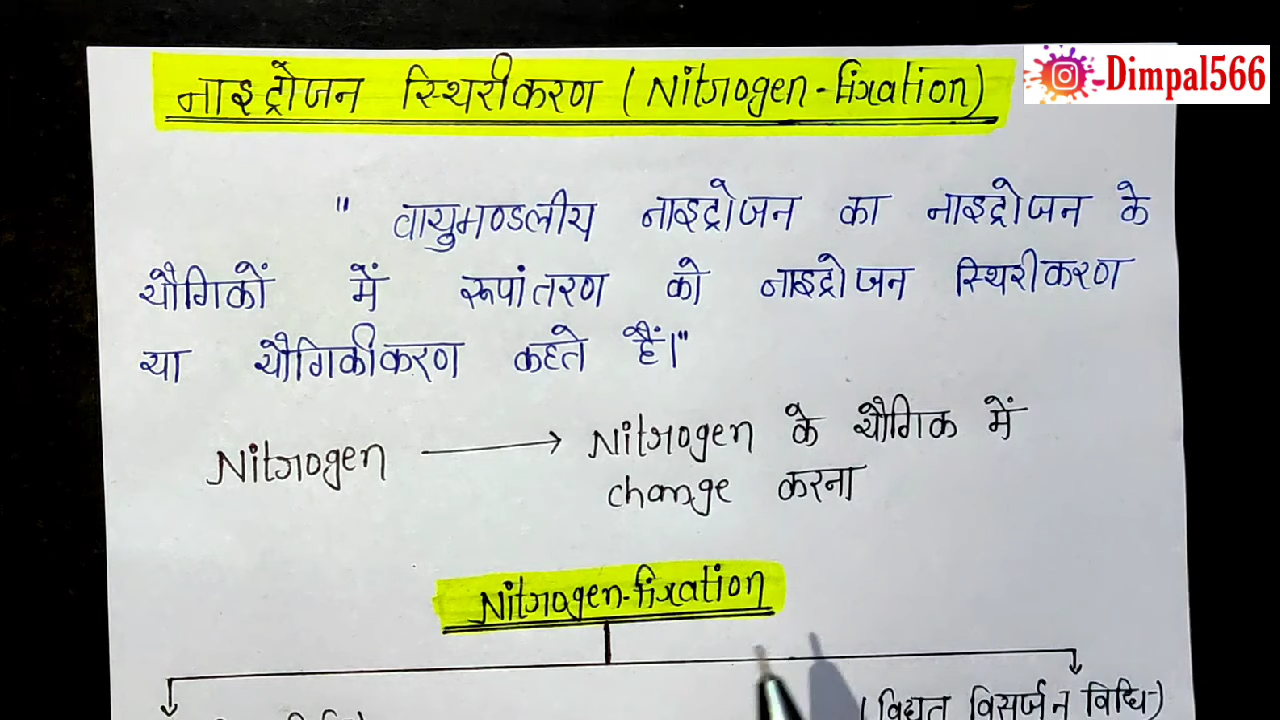 नाइट्रोजन स्थिरीकरण (Nitrogen-fixation)
-Dimpal566
" वायुमण्डलीय नाइट्रोजन का नाइट्रोजन के
यौगिकों में रूपांतरण को नाइट्रोजन स्थिरीकरण
या यौगिकीकरण कहते हैं।"
Nitrogen → Nitrogen के यौगिक में
change करना
Nitrogen-fixation
(विद्युत विसर्जन विधि)